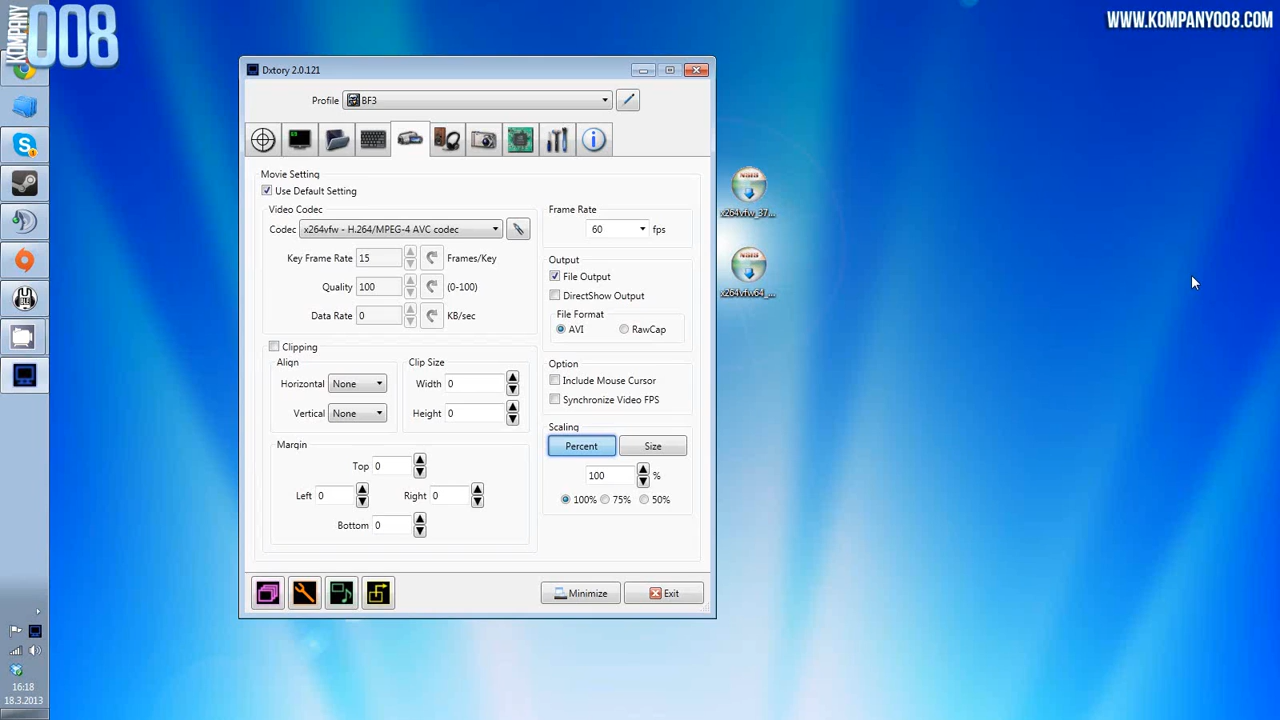 KOMPANY
008
WWW.KOMPANY008.COM
Dxtory 2.0.121
Profile BF3
Movie Setting
Use Default Setting
Video Codec
Codec x264vfw - H.264/MPEG-4 AVC codec
Key Frame Rate 15 Frames/Key
Quality 100 (0-100)
Data Rate 0 KB/sec
Frame Rate
60 fps
Output
File Output
DirectShow Output
File Format
AVI RawCap
Clipping
Align
Horizontal None
Vertical None
Clip Size
Width 0
Height 0
Margin
Top 0
Left 0 Right 0
Bottom 0
Option
Include Mouse Cursor
Synchronize Video FPS
Scaling
Percent Size
100 %
100% 75% 50%
Minimize Exit
x264vfw_37...
x264vfw64_...
16:18
18.3.2013